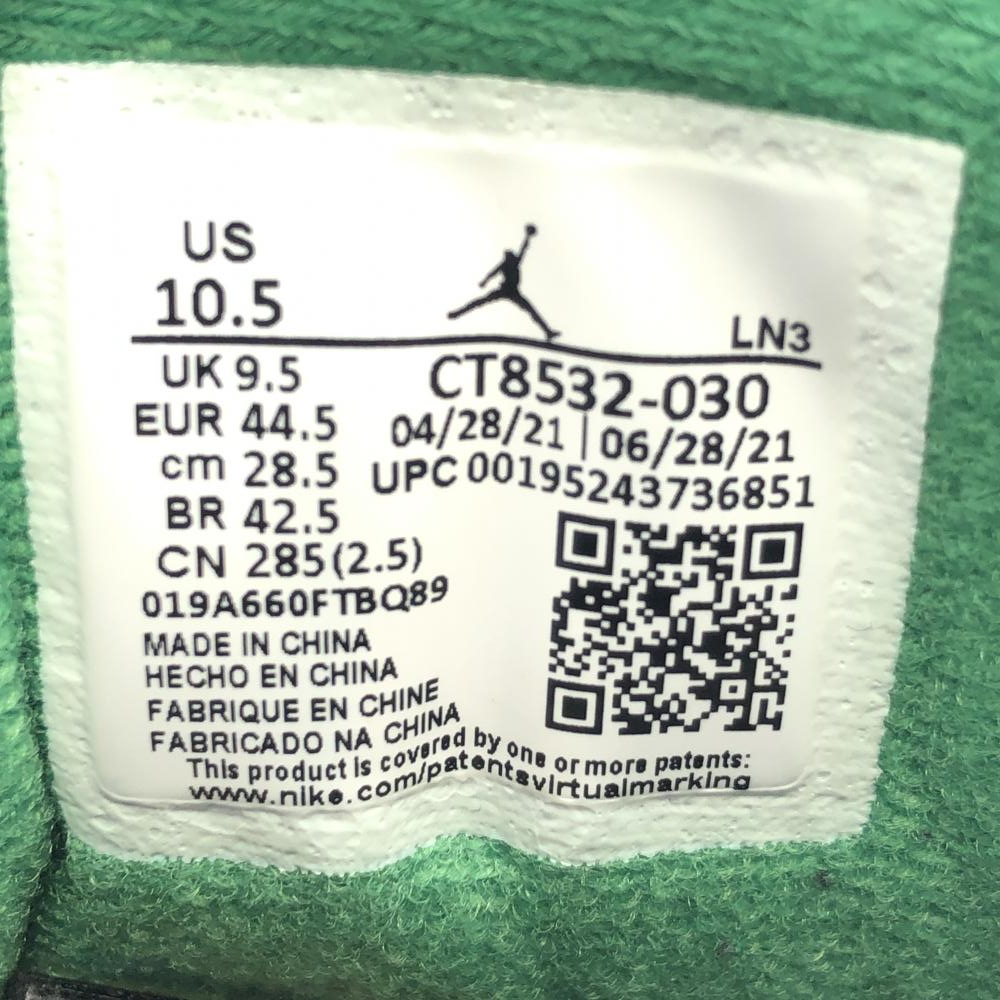 US
10.5
LN3
UK 9.5
CT8532-030
EUR 44.5
04/28/21 | 06/28/21
cm 28.5
UPC 00195243736851
BR 42.5
CN 285(2.5)
019A660FTBQ89
MADE IN CHINA
HECHO EN CHINA
FABRIQUE EN CHINE
FABRICADO NA CHINA
This product is covered by one or more patents:
www.nike.com/patentsvirtualmarking